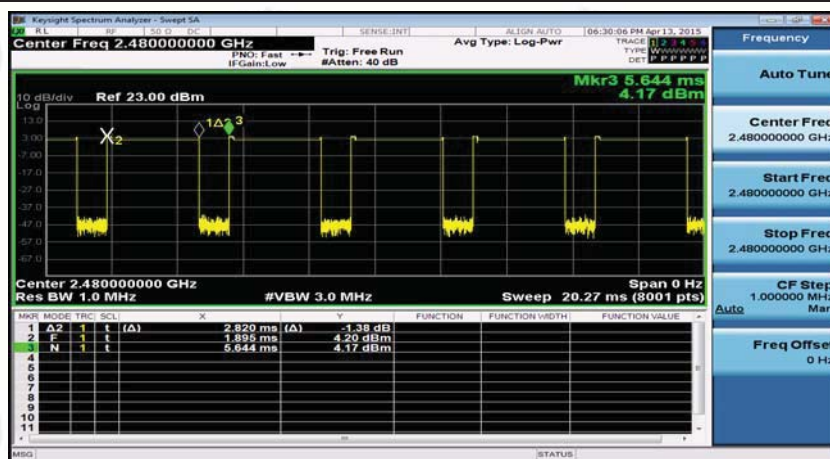 Keysight Spectrum Analyzer - Swept SA
RL RF 50 Ω DC SENSE:INT ALIGN AUTO 06:30:06 PM Apr 13, 2015
Center Freq 2.480000000 GHz
PNO: Fast
IFGain:Low
Trig: Free Run
#Atten: 40 dB
Avg Type: Log-Pwr
TRACE 1 2 3 4 5 6
TYPE WWWWWW
DET P P P P P P
Mkr3 5.644 ms
4.17 dBm
10 dB/div Ref 23.00 dBm
Log
13.0
3.00
-7.00
-17.0
-27.0
-37.0
-47.0
-57.0
-67.0
2
1Δ2
3
Center 2.480000000 GHz Span 0 Hz
Res BW 1.0 MHz #VBW 3.0 MHz Sweep 20.27 ms (8001 pts)
MKR MODE TRC SCL X Y FUNCTION FUNCTION WIDTH FUNCTION VALUE
1 Δ2 1 t (Δ) 2.820 ms (Δ) -1.38 dB
2 F 1 t 1.895 ms 4.20 dBm
3 N 1 t 5.644 ms 4.17 dBm
4
5
6
7
8
9
10
11
MSG STATUS
Frequency
Auto Tune
Center Freq
2.480000000 GHz
Start Freq
2.480000000 GHz
Stop Freq
2.480000000 GHz
CF Step
1.000000 MHz
Auto Man
Freq Offset
0 Hz